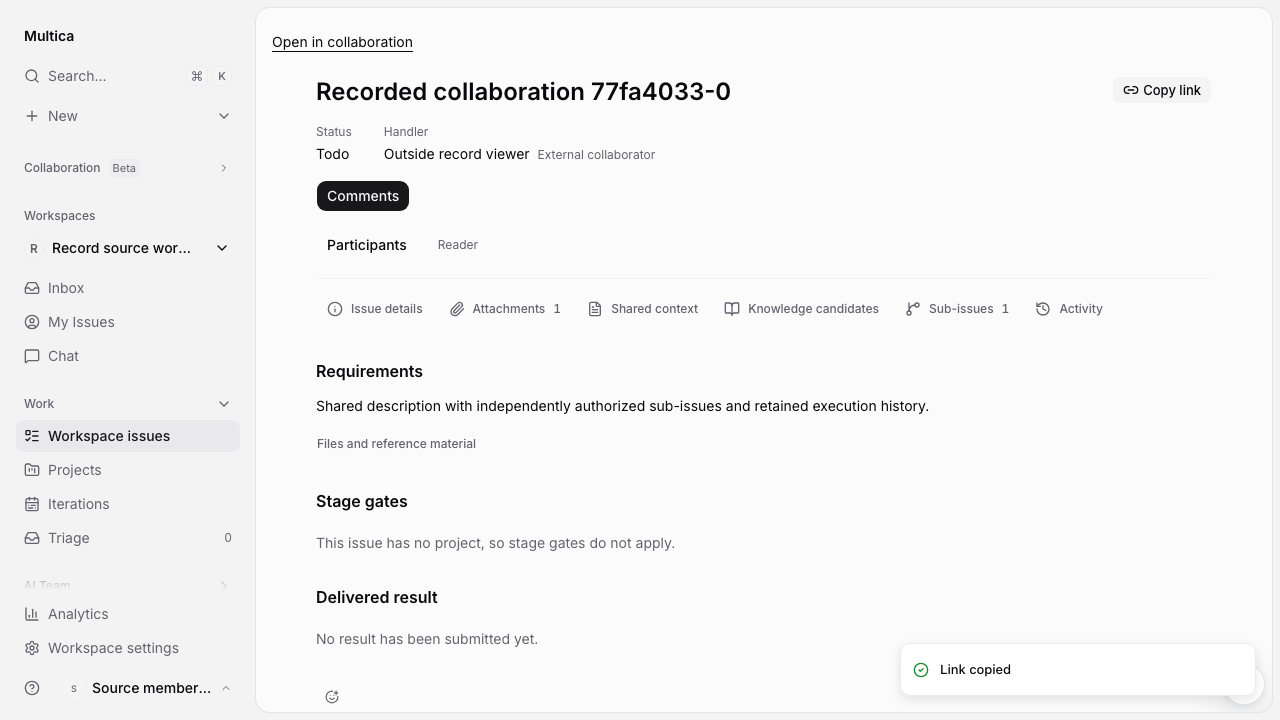 Multica
Search...
⌘ K
New
Collaboration Beta
Workspaces
R Record source wor...
Inbox
My Issues
Chat
Work
Workspace issues
Projects
Iterations
Triage 0
AI Team
Analytics
Workspace settings
s Source member...
Open in collaboration
Recorded collaboration 77fa4033-0
Copy link
Status Handler
Todo Outside record viewer External collaborator
Comments
Participants Reader
Issue details Attachments 1 Shared context Knowledge candidates Sub-issues 1 Activity
Requirements
Shared description with independently authorized sub-issues and retained execution history.
Files and reference material
Stage gates
This issue has no project, so stage gates do not apply.
Delivered result
No result has been submitted yet.
Link copied